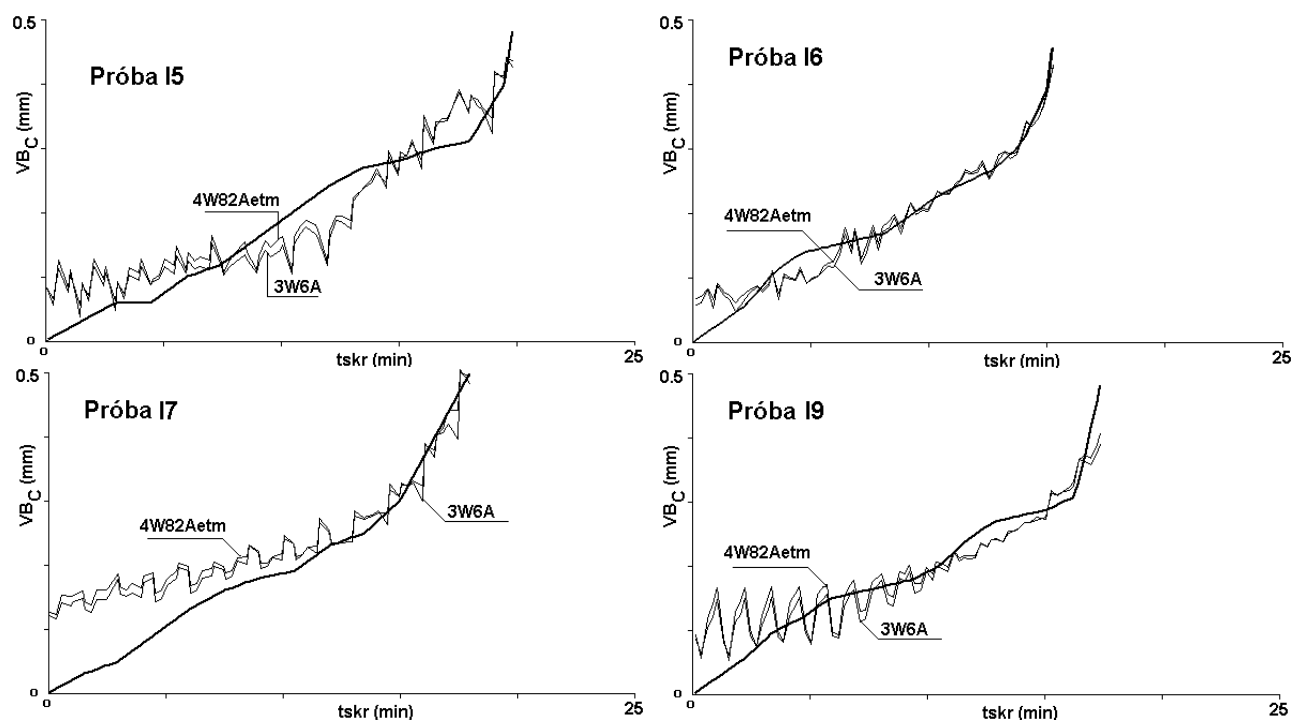 0.5
Próba I5
VBC (mm)
4W82Aetm
3W6A
0
0
tskr (min)
25
0.5
Próba I6
VBC (mm)
4W82Aetm
3W6A
0
0
tskr (min)
25
0.5
Próba I7
VBC (mm)
4W82Aetm
3W6A
0
0
tskr (min)
25
0.5
Próba I9
VBC (mm)
4W82Aetm
3W6A
0
0
tskr (min)
25